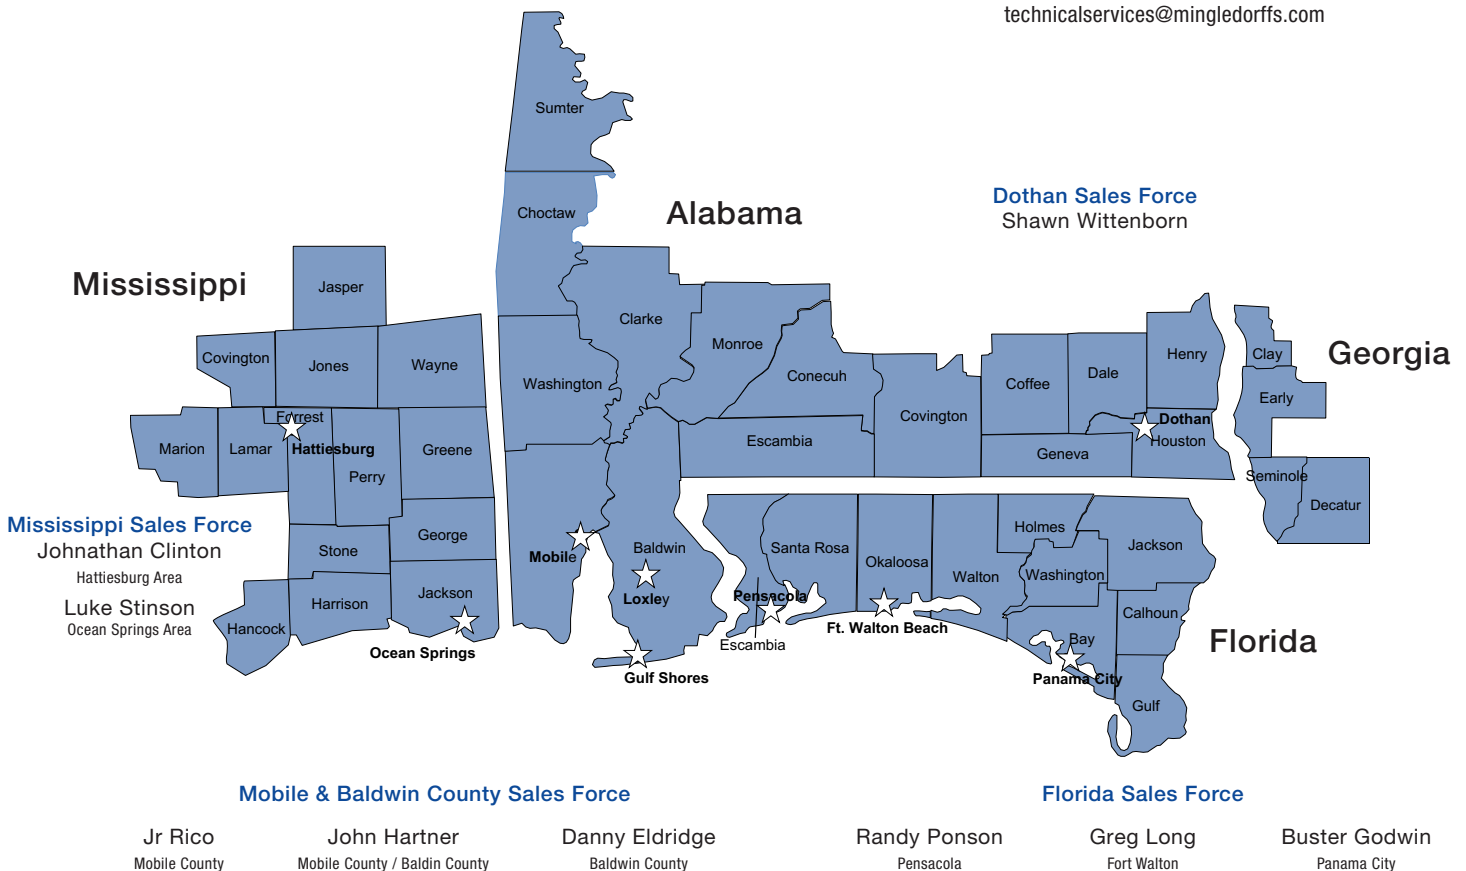 technicalservices@mingledorffs.com
Sumter
Dothan Sales Force
Shawn Wittenborn
Alabama
Choctaw
Mississippi
Jasper
Clarke
Monroe
Henry
Georgia
Clay
Covington
Jones
Wayne
Washington
Conecuh
Coffee
Dale
Early
Forrest
Covington
Dothan
Houston
Marion
Lamar
Hattiesburg
Greene
Escambia
Geneva
Perry
Seminole
Decatur
Mississippi Sales Force
Johnathan Clinton
Hattiesburg Area
Luke Stinson
Ocean Springs Area
Stone
George
Mobile
Baldwin
Santa Rosa
Okaloosa
Holmes
Jackson
Walton
Washington
Harrison
Jackson
Loxley
Pensacola
Calhoun
Hancock
Ft. Walton Beach
Escambia
Bay
Florida
Ocean Springs
Gulf Shores
Panama City
Gulf
Mobile & Baldwin County Sales Force
Florida Sales Force
Jr Rico
Mobile County
John Hartner
Mobile County / Baldin County
Danny Eldridge
Baldwin County
Randy Ponson
Pensacola
Greg Long
Fort Walton
Buster Godwin
Panama City